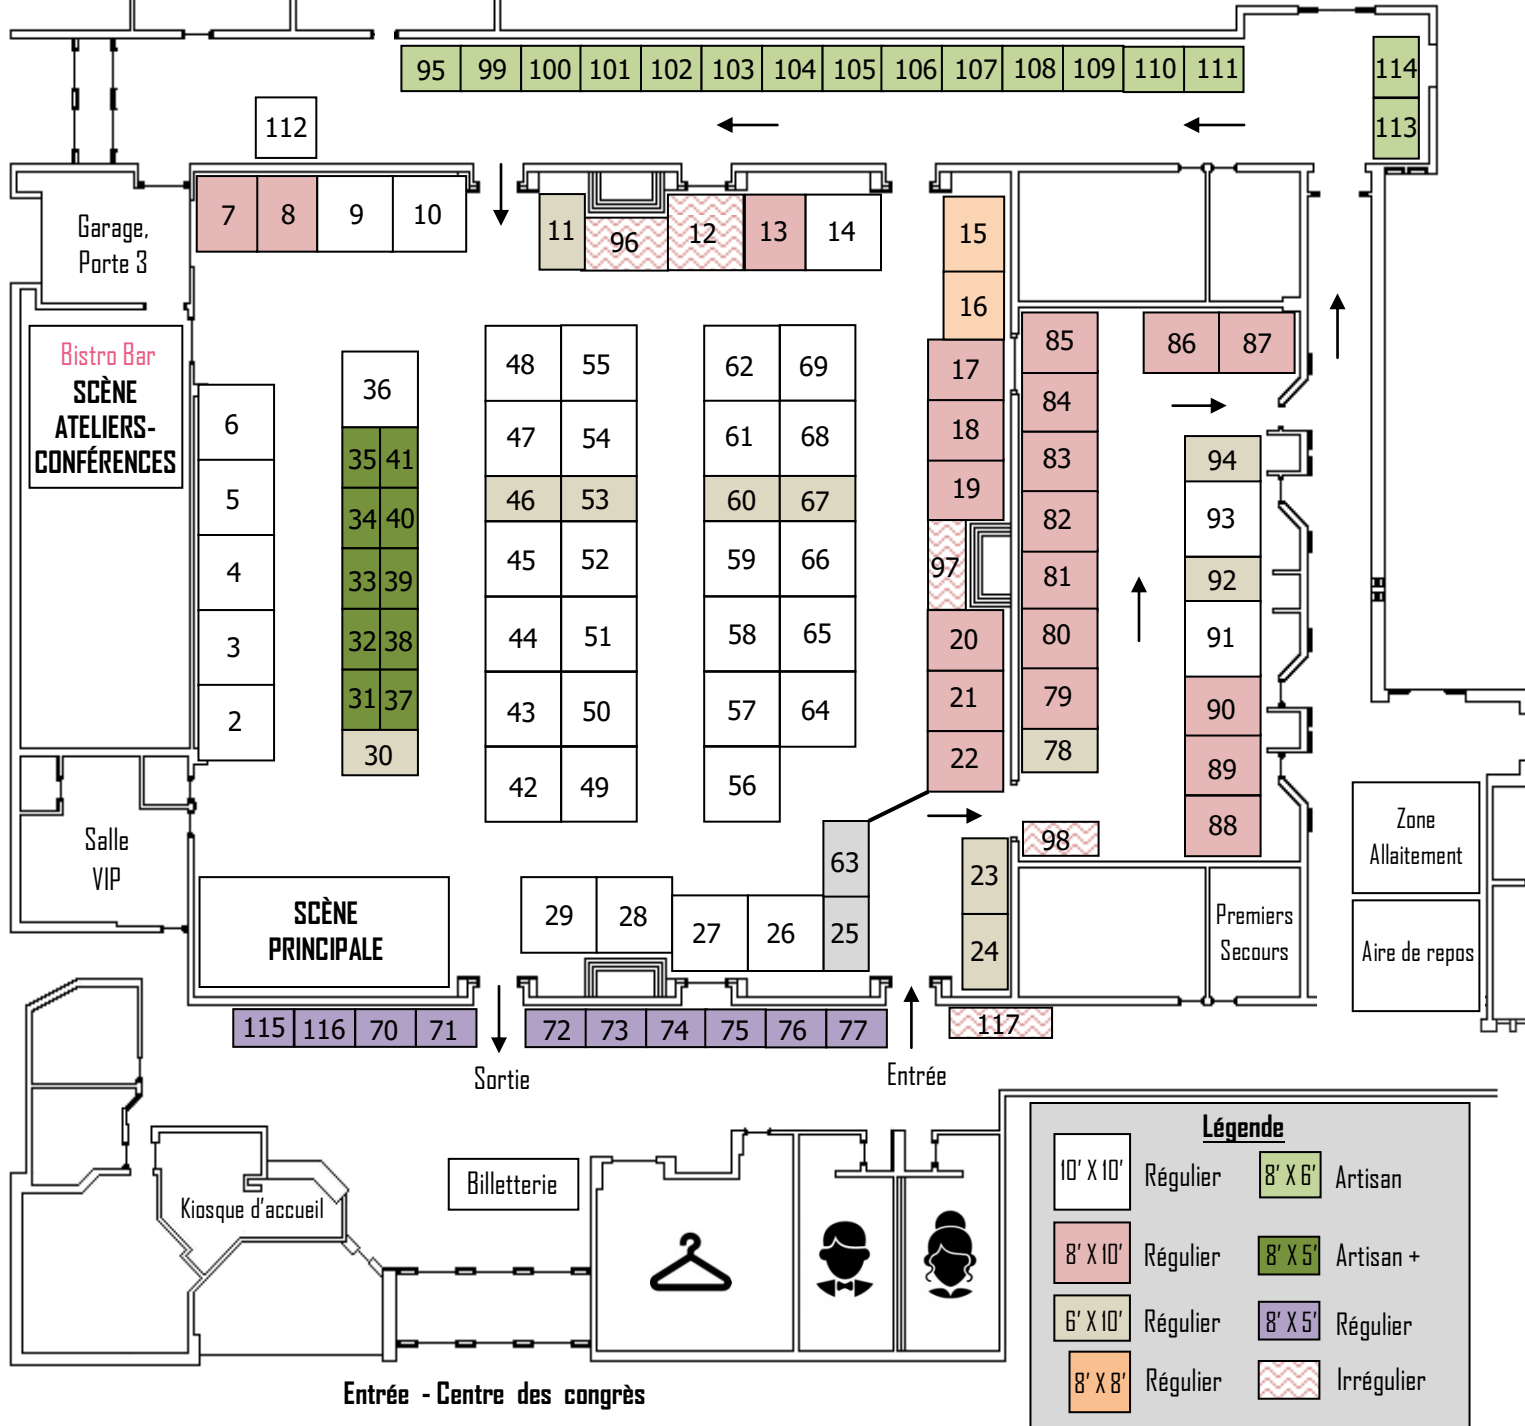 95 99 100 101 102 103 104 105 106 107 108 109 110 111
114
113
112
7 8 9 10
11 96 12 13 14
15
16
Garage,
Porte 3
Bistro Bar
SCÈNE
ATELIERS-
CONFÉRENCES
6
5
4
3
2
36
35 41
34 40
33 39
32 38
31 37
30
48 55
47 54
46 53
45 52
44 51
43 50
42 49
62 69
61 68
60 67
59 66
58 65
57 64
56
17
18
19
97
20
21
22
85
84
83
82
81
80
79
78
98
86 87
94
93
92
91
90
89
88
Salle
VIP
SCÈNE
PRINCIPALE
29 28 27 26
63
25
23
24
Premiers
Secours
Zone
Allaitement
Aire de repos
115 116 70 71
72 73 74 75 76 77
117
Sortie
Entrée
Billetterie
Kiosque d'accueil
Entrée - Centre des congrès
Légende
10' X 10' Régulier
8' X 6' Artisan
8' X 10' Régulier
8' X 5' Artisan +
6' X 10' Régulier
8' X 5' Régulier
8' X 8' Régulier
Irrégulier